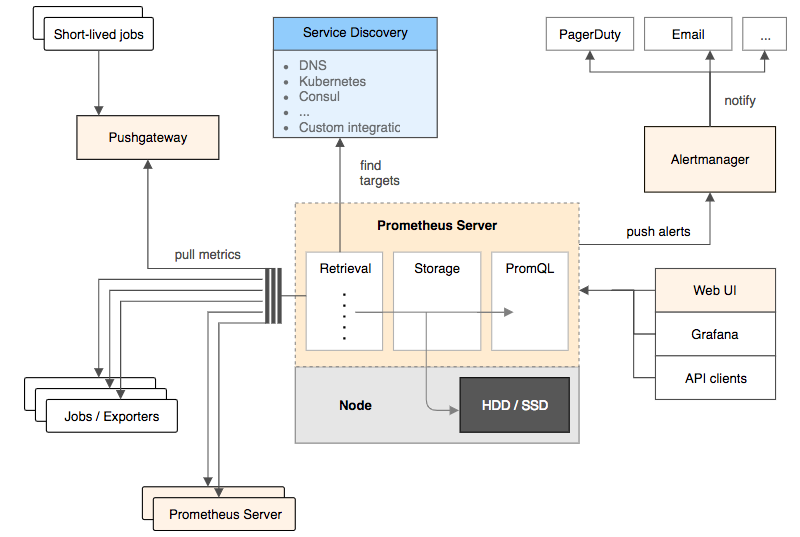 Short-lived jobs
Pushgateway
Service Discovery
• DNS
• Kubernetes
• Consul
• ...
• Custom integratic
PagerDuty
Email
...
notify
Alertmanager
find
targets
push alerts
pull metrics
Prometheus Server
Retrieval
Storage
PromQL
Node
HDD / SSD
Web UI
Grafana
API clients
Jobs / Exporters
Prometheus Server